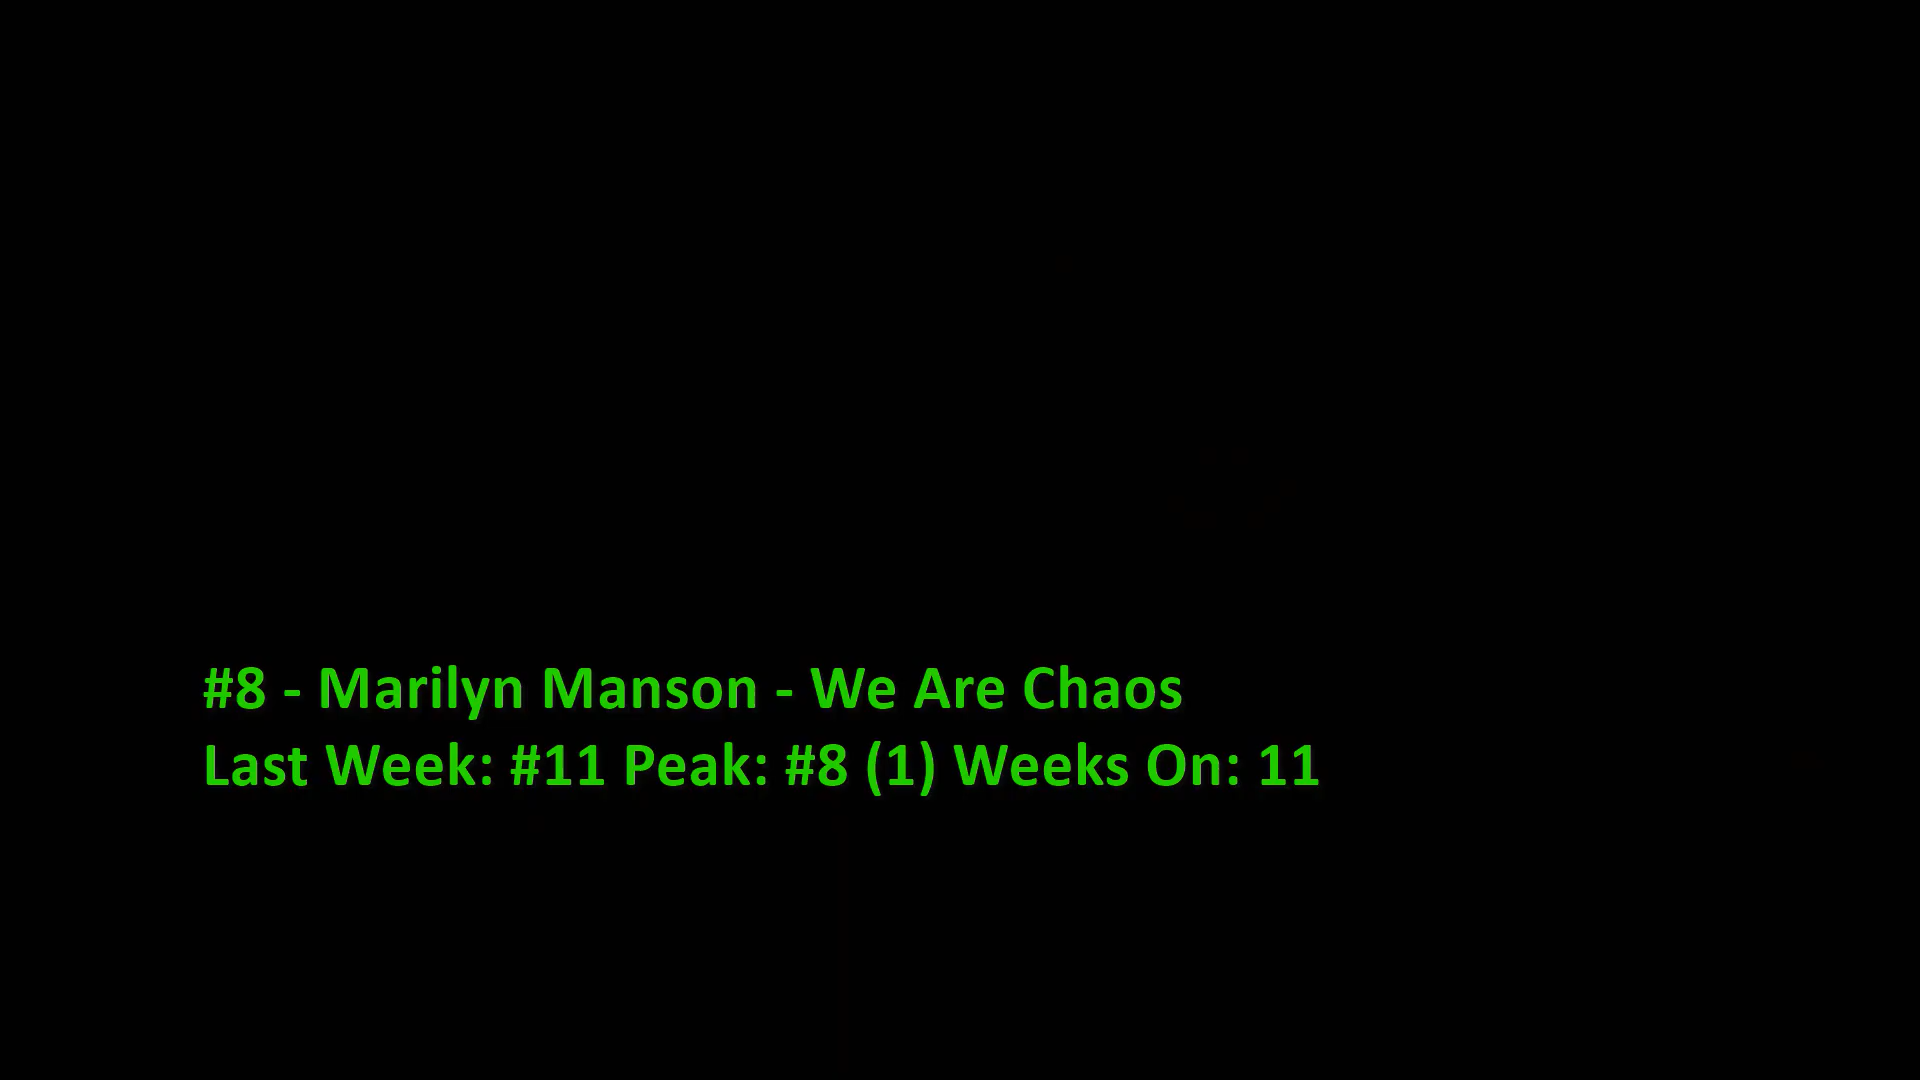 #8 - Marilyn Manson - We Are Chaos
Last Week: #11 Peak: #8 (1) Weeks On: 11